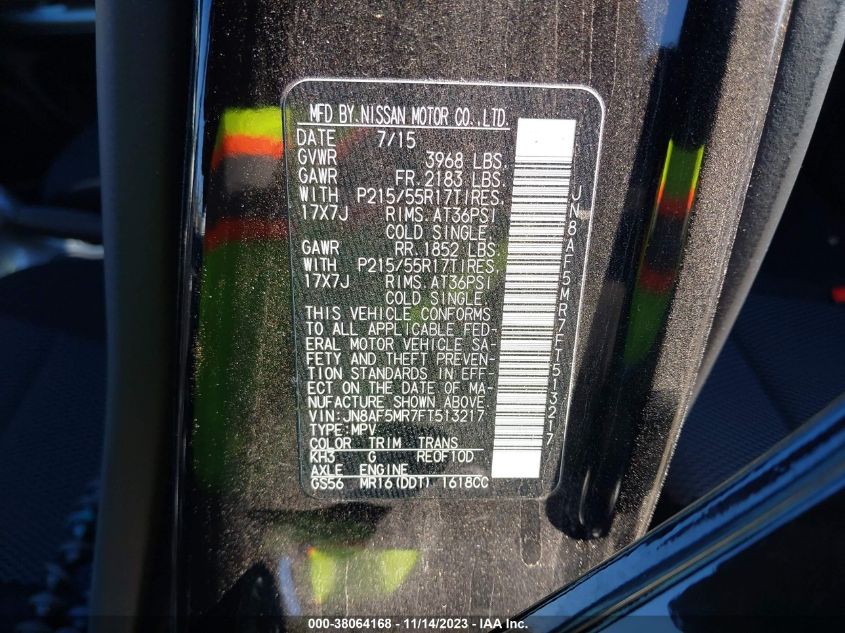 MFD BY NISSAN MOTOR CO.,LTD.
DATE 7/15
GVWR 3968 LBS.
GAWR FR. 2183 LBS.
WITH P215/55R17TIRES.
17X7J RIMS. AT36PSI
COLD SINGLE.
GAWR RR. 1852 LBS
WITH P215/55R17TIRES.
17X7J RIMS. AT36PSI
COLD SINGLE.
THIS VEHICLE CONFORMS
TO ALL APPLICABLE FED-
ERAL MOTOR VEHICLE SA-
FETY AND THEFT PREVEN-
TION STANDARDS IN EFF-
ECT ON THE DATE OF MA-
NUFACTURE SHOWN ABOVE.
VIN:JN8AF5MR7FT513217
TYPE:MPV
COLOR TRIM TRANS
KH3 G RE0F10D
AXLE ENGINE
GS56 MR16(DDT) 1618CC
JN8AF5MR7FT513217
000-38064168 - 11/14/2023 - IAA Inc.